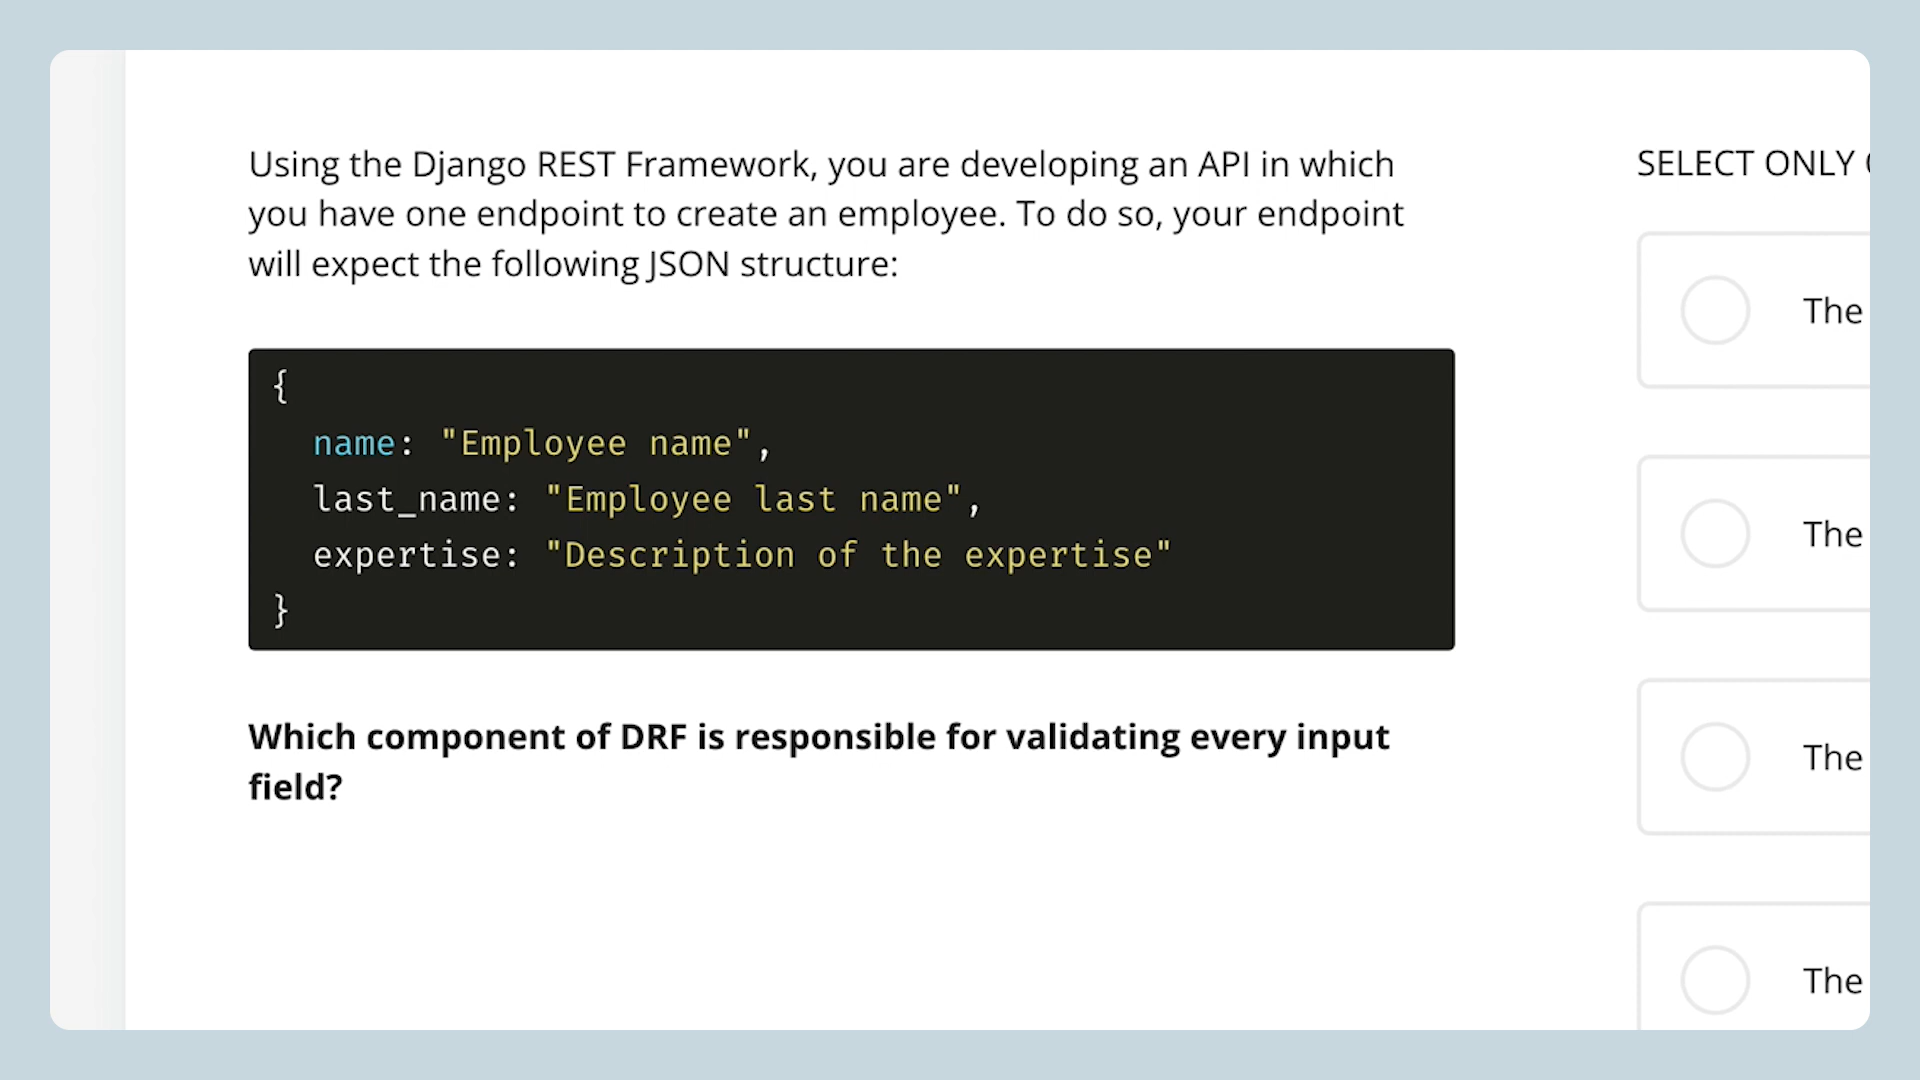 Using the Django REST Framework, you are developing an API in which
you have one endpoint to create an employee. To do so, your endpoint
will expect the following JSON structure:
{
name: "Employee name",
last_name: "Employee last name",
expertise: "Description of the expertise"
}
Which component of DRF is responsible for validating every input
field?
SELECT ONLY
The
The
The
The